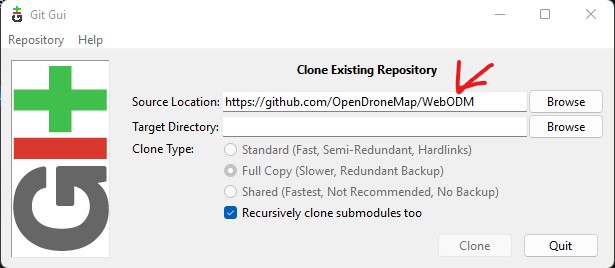 Git Gui
Repository Help
Clone Existing Repository
Source Location: https://github.com/OpenDroneMap/WebODM Browse
Target Directory: Browse
Clone Type: Standard (Fast, Semi-Redundant, Hardlinks)
Full Copy (Slower, Redundant Backup)
Shared (Fastest, Not Recommended, No Backup)
Recursively clone submodules too
Clone Quit